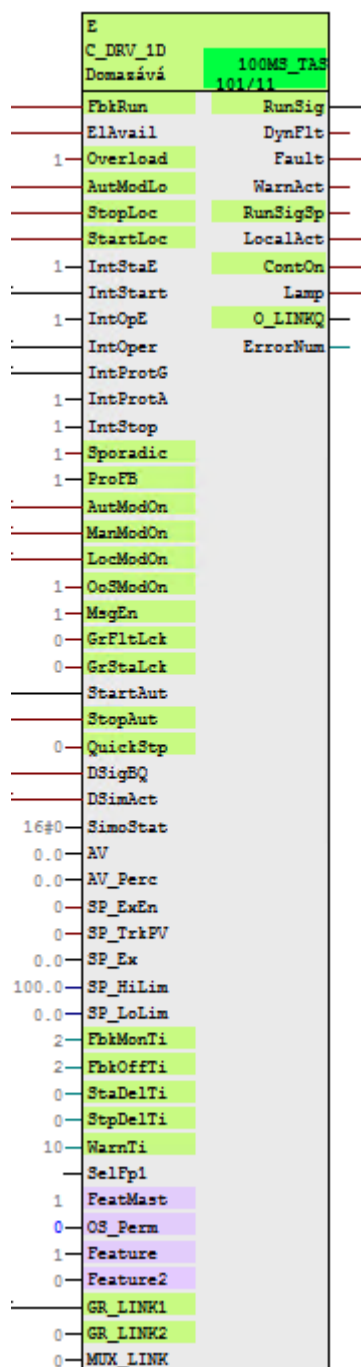 E
C_DRV_1D
Domazává
100MS_TAS
101/11
FbkRun RunSig
ElAvail DynFlt
1 Overload Fault
AutModLo WarnAct
StopLoc RunSigSp
StartLoc LocalAct
1 IntStaE ContOn
IntStart Lamp
1 IntOpE O_LINKQ
IntOper ErrorNum
IntProtG
1 IntProtA
1 IntStop
1 Sporadic
1 ProFB
AutModOn
ManModOn
LocModOn
1 OoSModOn
1 MsgEn
0 GrFltLck
0 GrStaLck
StartAut
StopAut
0 QuickStp
DSigBQ
DSimAct
16#0 SimoStat
0.0 AV
0.0 AV_Perc
0 SP_ExEn
0 SP_TrkPV
0.0 SP_Ex
100.0 SP_HiLim
0.0 SP_LoLim
2 FbkMonTi
2 FbkOffTi
0 StaDelTi
0 StpDelTi
10 WarnTi
SelFp1
1 FeatMast
0 OS_Perm
1 Feature
0 Feature2
GR_LINK1
0 GR_LINK2
0 MUX_LINK